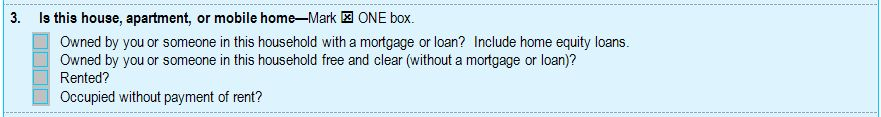 3. Is this house, apartment, or mobile home—Mark ☒ ONE box.
Owned by you or someone in this household with a mortgage or loan? Include home equity loans.
Owned by you or someone in this household free and clear (without a mortgage or loan)?
Rented?
Occupied without payment of rent?